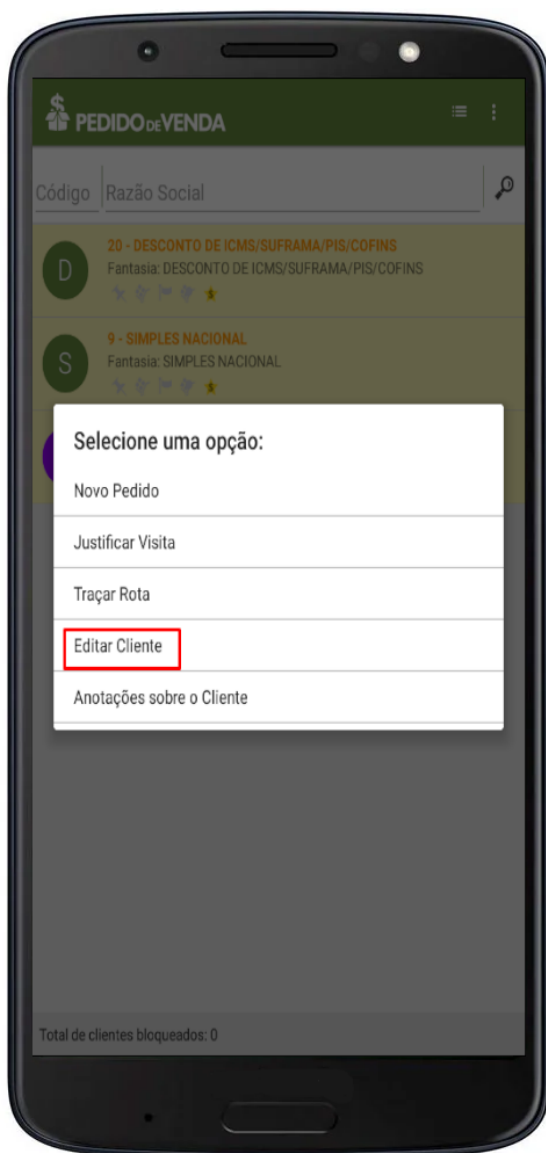 PEDIDO DE VENDA
Código Razão Social
D
20 - DESCONTO DE ICMS/SUFRAMA/PIS/COFINS
Fantasia: DESCONTO DE ICMS/SUFRAMA/PIS/COFINS
S
9 - SIMPLES NACIONAL
Fantasia: SIMPLES NACIONAL
Selecione uma opção:
Novo Pedido
Justificar Visita
Traçar Rota
Editar Cliente
Anotações sobre o Cliente
Total de clientes bloqueados: 0